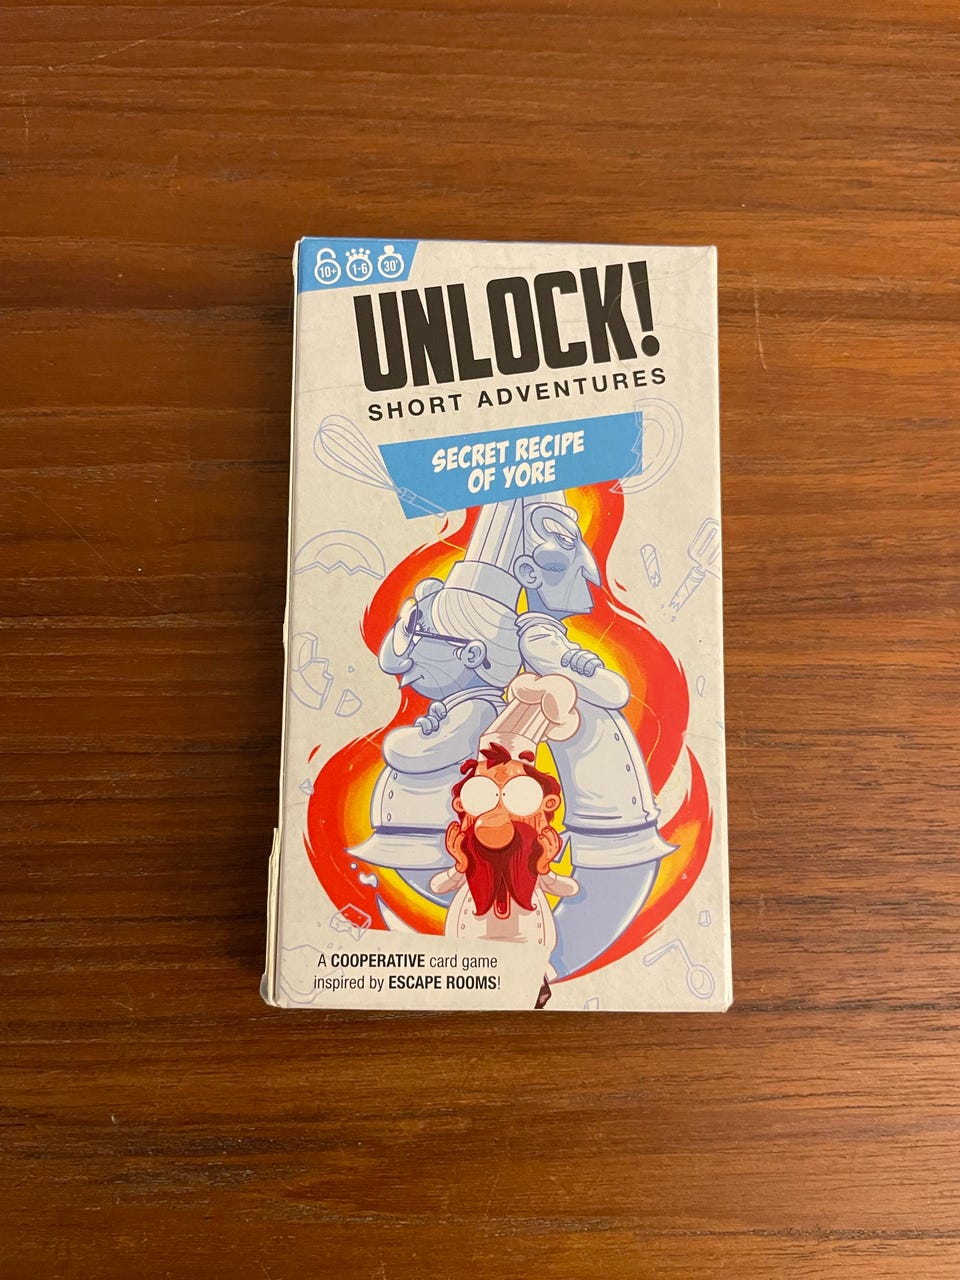 10+ 1-6 30'
UNLOCK!
SHORT ADVENTURES
SECRET RECIPE
OF YORE
A COOPERATIVE card game
inspired by ESCAPE ROOMS!